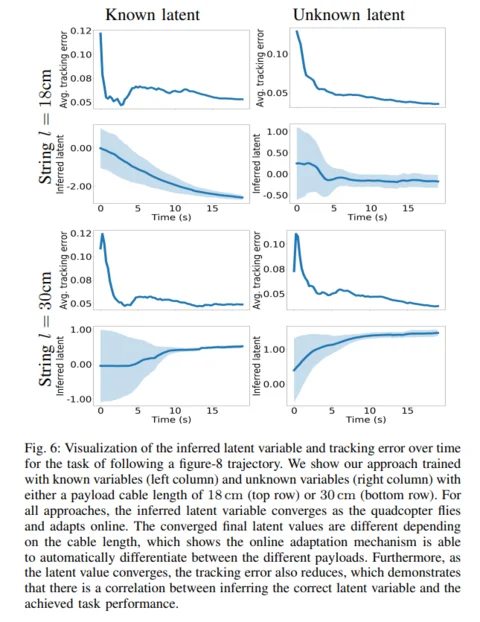 Known latent
Unknown latent
String l = 18cm
Avg. tracking error
0.12
0.10
0.08
0.05
Avg. tracking error
0.10
0.05
Inferred latent
0.00
-2.00
0 5 10 15
Time (s)
Inferred latent
1.00
0.50
0.00
-0.50
0 5 10 15
Time (s)
String l = 30cm
Avg. tracking error
0.12
0.10
0.08
0.05
Avg. tracking error
0.10
0.08
0.05
Inferred latent
1.00
0.00
-1.00
0 5 10 15
Time (s)
Inferred latent
1.00
0.00
0 5 10 15
Time (s)
Fig. 6: Visualization of the inferred latent variable and tracking error over time
for the task of following a figure-8 trajectory. We show our approach trained
with known variables (left column) and unknown variables (right column) with
either a payload cable length of 18 cm (top row) or 30 cm (bottom row). For
all approaches, the inferred latent variable converges as the quadcopter flies
and adapts online. The converged final latent values are different depending
on the cable length, which shows the online adaptation mechanism is able
to automatically differentiate between the different payloads. Furthermore, as
the latent value converges, the tracking error also reduces, which demonstrates
that there is a correlation between inferring the correct latent variable and the
achieved task performance.